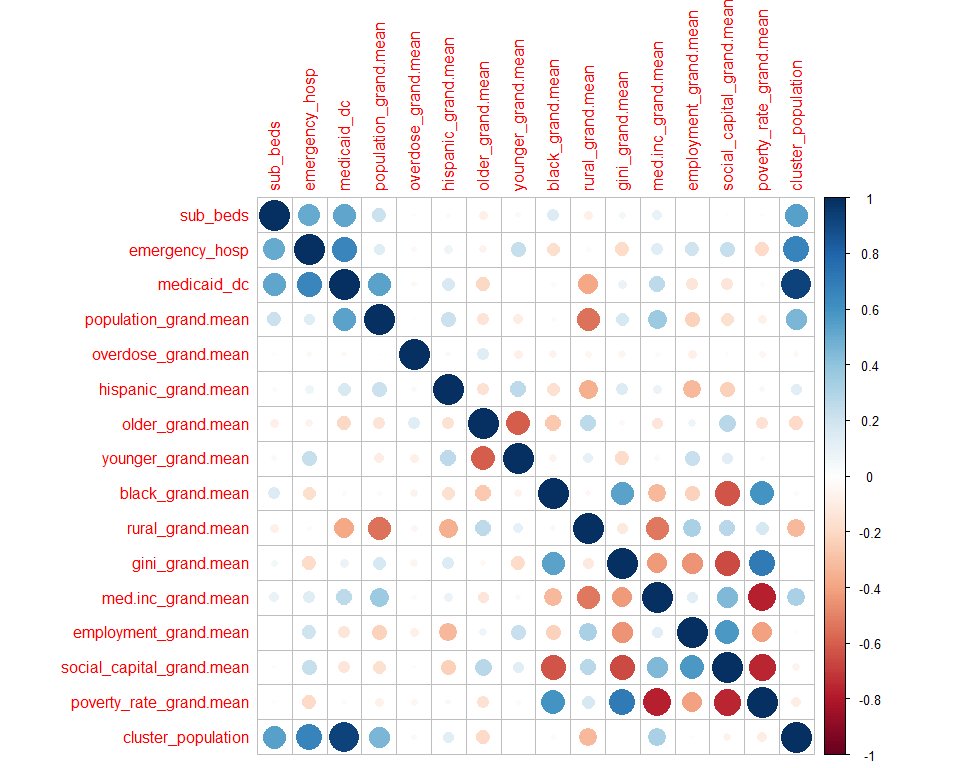 sub_beds
emergency_hosp
medicaid_dc
population_grand.mean
overdose_grand.mean
hispanic_grand.mean
older_grand.mean
younger_grand.mean
black_grand.mean
rural_grand.mean
gini_grand.mean
med.inc_grand.mean
employment_grand.mean
social_capital_grand.mean
poverty_rate_grand.mean
cluster_population
sub_beds
emergency_hosp
medicaid_dc
population_grand.mean
overdose_grand.mean
hispanic_grand.mean
older_grand.mean
younger_grand.mean
black_grand.mean
rural_grand.mean
gini_grand.mean
med.inc_grand.mean
employment_grand.mean
social_capital_grand.mean
poverty_rate_grand.mean
cluster_population
1
0.8
0.6
0.4
0.2
0
-0.2
-0.4
-0.6
-0.8
-1